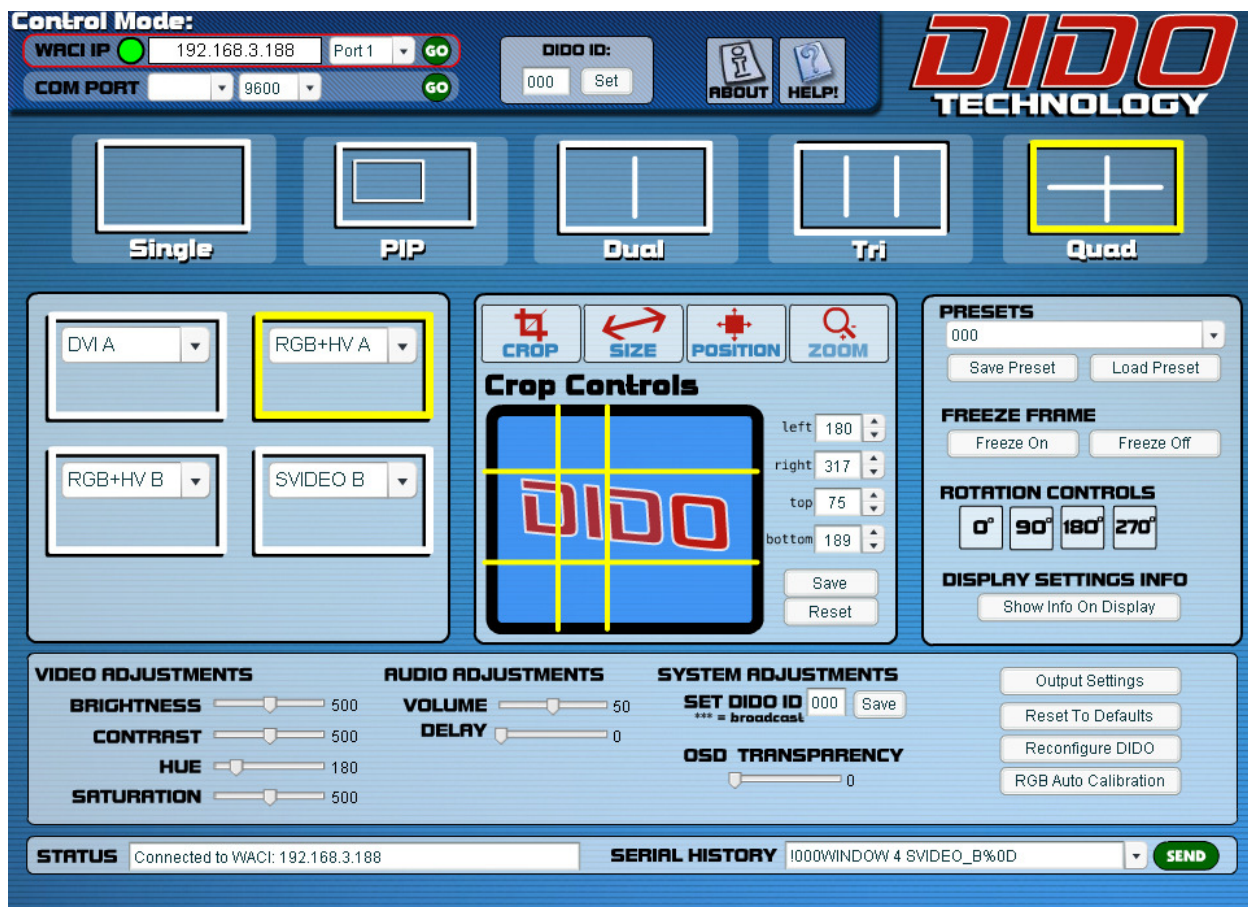 Control Mode:
WACI IP 192.168.3.188 Port 1 GO
COM PORT 9600 GO
DIDO ID:
000 Set
ABOUT HELP!
DIDO
TECHNOLOGY
Single PIP Dual Tri Quad
DVI A RGB+HV A
RGB+HV B SVIDEO B
CROP SIZE POSITION ZOOM
Crop Controls
DIDO
left 180
right 317
top 75
bottom 189
Save
Reset
PRESETS
000
Save Preset Load Preset
FREEZE FRAME
Freeze On Freeze Off
ROTATION CONTROLS
0° 90° 180° 270°
DISPLAY SETTINGS INFO
Show Info On Display
VIDEO ADJUSTMENTS
BRIGHTNESS 500
CONTRAST 500
HUE 180
SATURATION 500
AUDIO ADJUSTMENTS
VOLUME 50
DELAY 0
SYSTEM ADJUSTMENTS
SET DIDO ID 000 Save
*** = broadcast
OSD TRANSPARENCY
0
Output Settings
Reset To Defaults
Reconfigure DIDO
RGB Auto Calibration
STATUS Connected to WACI: 192.168.3.188
SERIAL HISTORY !000WINDOW 4 SVIDEO_B%0D SEND